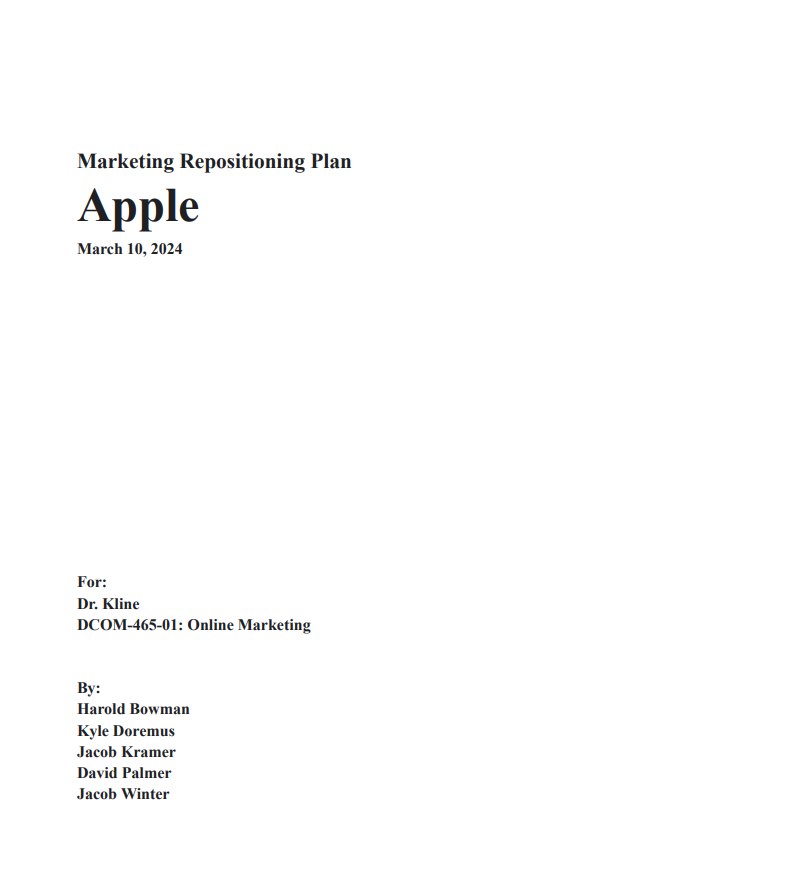 Marketing Repositioning Plan
Apple
March 10, 2024
For:
Dr. Kline
DCOM-465-01: Online Marketing
By:
Harold Bowman
Kyle Doremus
Jacob Kramer
David Palmer
Jacob Winter